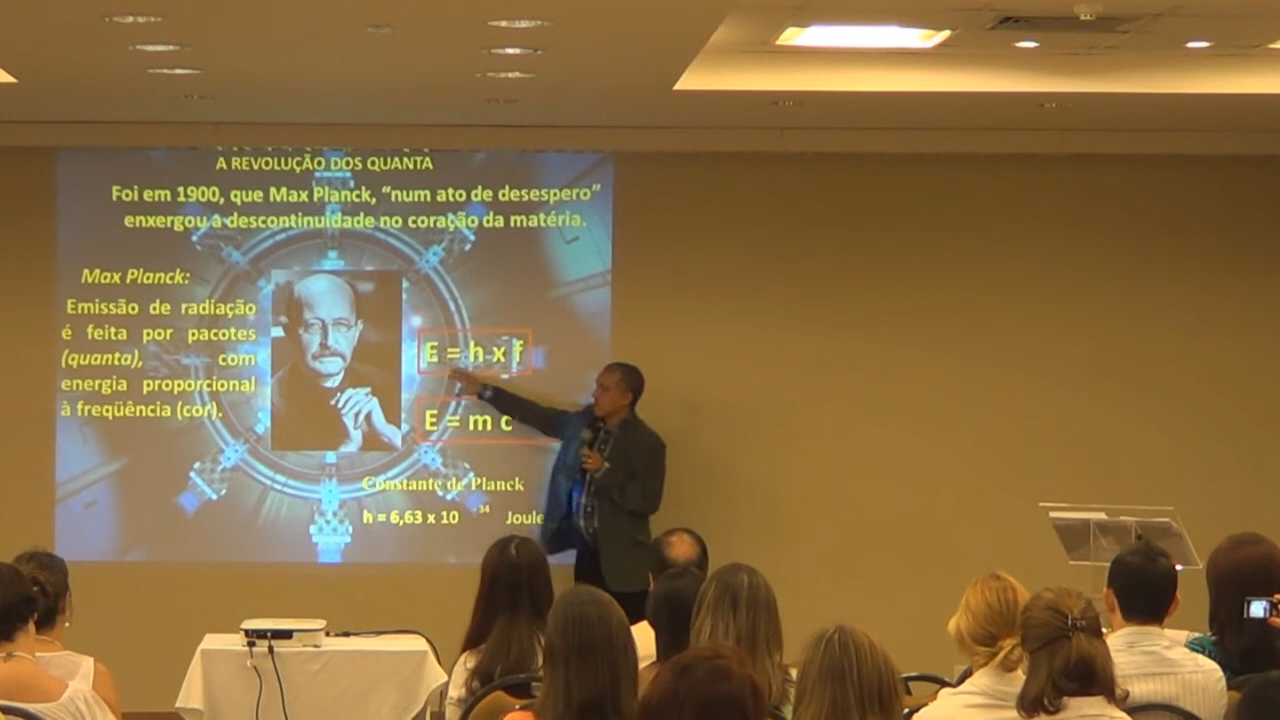 A REVOLUÇÃO DOS QUANTA
Foi em 1900, que Max Planck, “num ato de desespero”
enxergou a descontinuidade no coração da matéria.
Max Planck:
Emissão de radiação
é feita por pacotes
(quanta), com
energia proporcional
à freqüência (cor).
E = h x f
E = m c
Constante de Planck
h = 6,63 x 10 -34 Joule